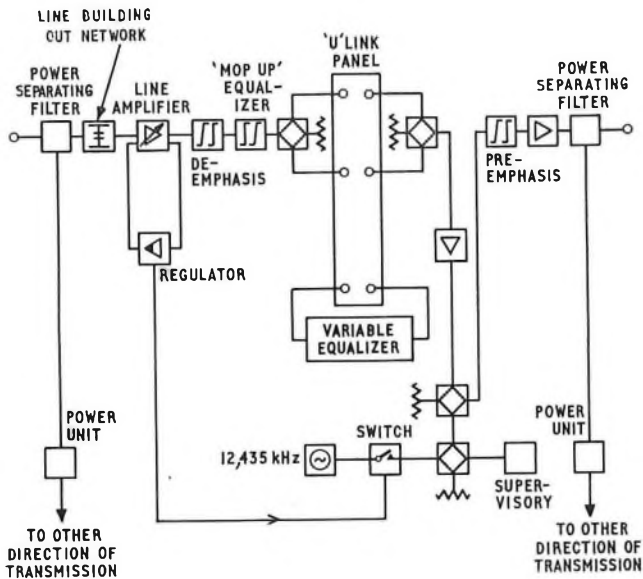 LINE BUILDING
OUT NETWORK
POWER
SEPARATING
FILTER
LINE
AMPLIFIER
'MOP UP'
EQUAL-
IZER
'U' LINK
PANEL
POWER
SEPARATING
FILTER
DE-
EMPHASIS
PRE-
EMPHASIS
REGULATOR
VARIABLE
EQUALIZER
POWER
UNIT
12,435 kHz
SWITCH
SUPER-
VISORY
POWER
UNIT
TO OTHER
DIRECTION OF
TRANSMISSION
TO OTHER
DIRECTION OF
TRANSMISSION